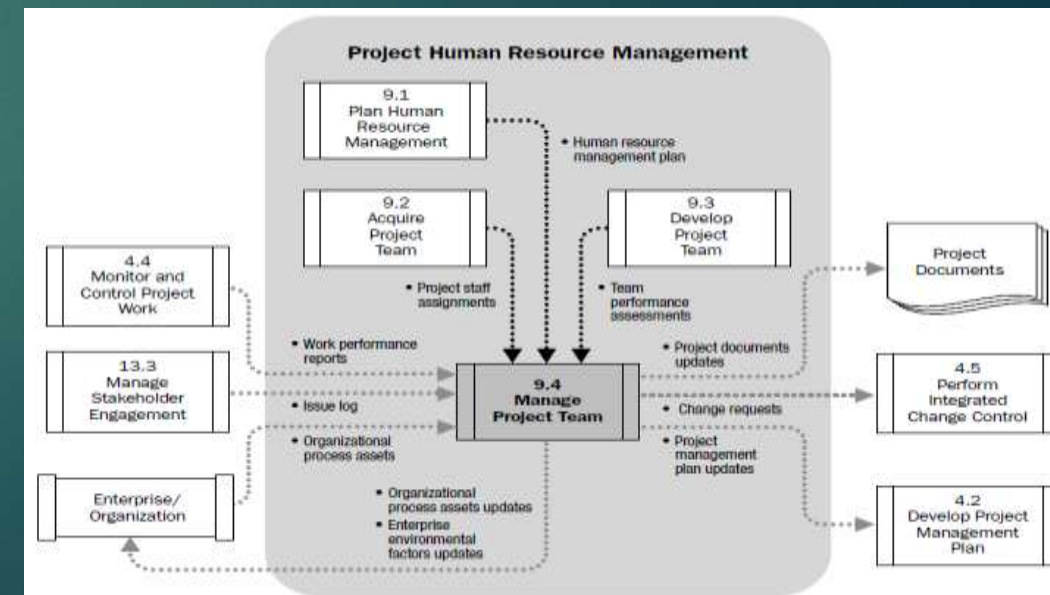 Project Human Resource Management
9.1
Plan Human
Resource
Management
• Human resource
management plan
9.2
Acquire
Project
Team
9.3
Develop
Project
Team
• Project staff
assignments
• Team
performance
assessments
4.4
Monitor and
Control Project
Work
13.3
Manage
Stakeholder
Engagement
Enterprise/
Organization
• Work performance
reports
• Issue log
• Organizational
process assets
9.4
Manage
Project Team
• Organizational
process assets updates
• Enterprise
environmental
factors updates
• Project documents
updates
• Change requests
• Project
management
plan updates
Project
Documents
4.5
Perform
Integrated
Change Control
4.2
Develop Project
Management
Plan